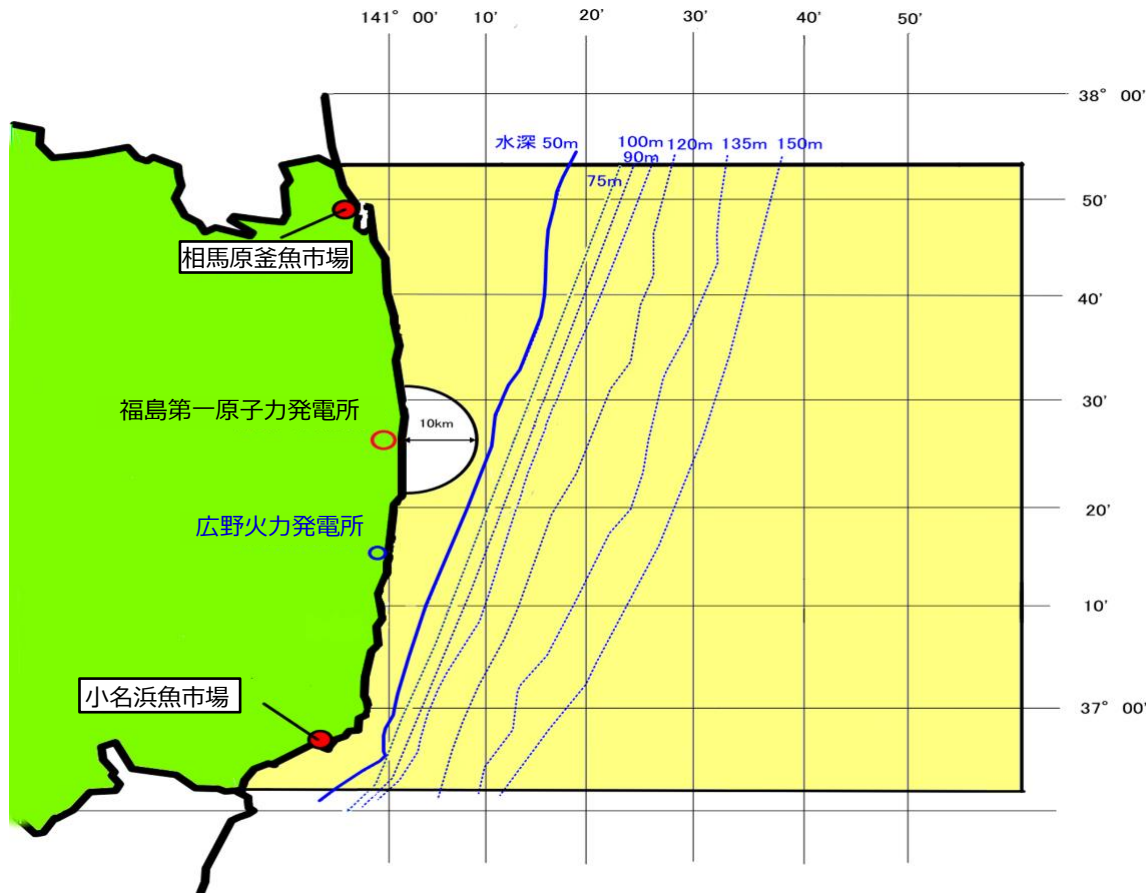 141° 00' 10' 20' 30' 40' 50'
38° 00'
水深 50m 100m 120m 135m 150m
90m
75m
50'
相馬原釜魚市場
40'
福島第一原子力発電所
30'
10km
広野火力発電所
20'
10'
小名浜魚市場
37° 00'